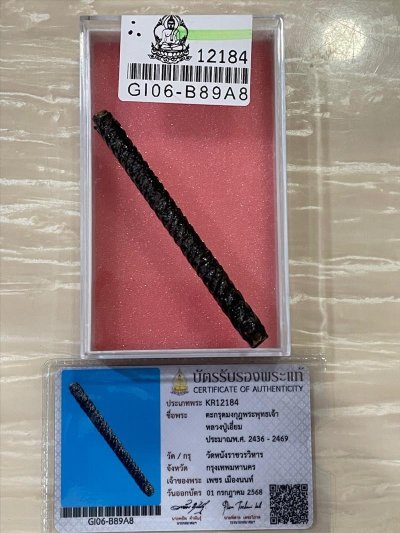 12184
GI06-B89A8
บัตรรับรองพระแท้
CERTIFICATE OF AUTHENTICITY
ประเภทพระ KR12184
ชื่อพระ ตะกรุดมงกุฎพระพุทธเจ้า
หลวงปู่เอี่ยม
ประมาณพ.ศ. 2436 - 2469
วัด / กรุ วัดหนังราชวรวิหาร
จังหวัด กรุงเทพมหานคร
เจ้าของพระ เพชร เมืองนนท์
วันออกบัตร 01 กรกฎาคม 2568
GI06-B89A8